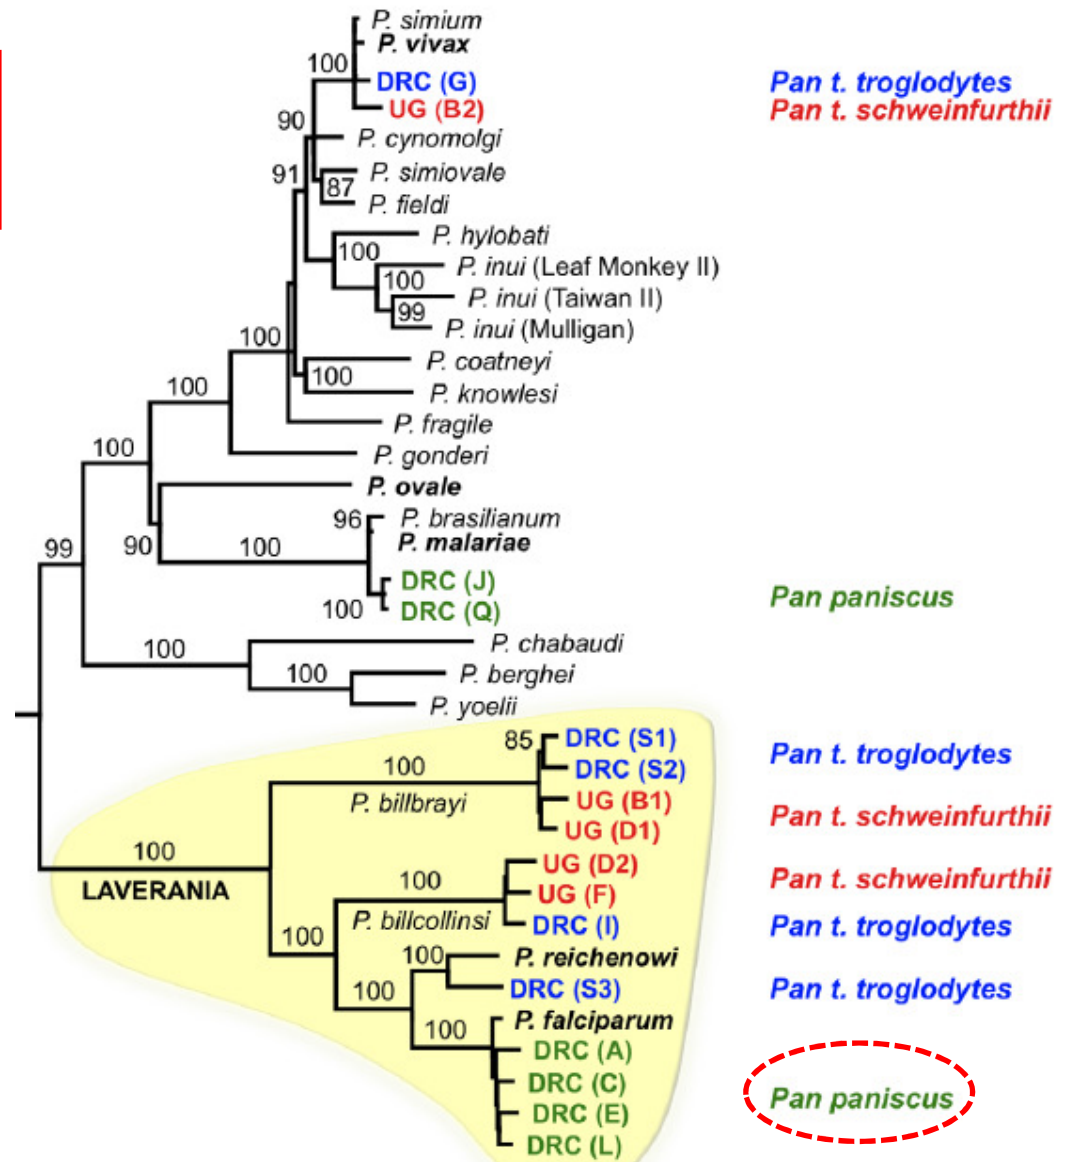 P. simium
P. vivax
100
DRC (G) Pan t. troglodytes
UG (B2) Pan t. schweinfurthii
90
P. cynomolgi
91
P. simiovale
87
P. fieldi
P. hylobati
100
P. inui (Leaf Monkey II)
100
P. inui (Taiwan II)
99
P. inui (Mulligan)
100
P. coatneyi
100
P. knowlesi
100
P. fragile
100
P. gonderi
P. ovale
96
P. brasilianum
P. malariae
99
90
100
DRC (J)
Pan paniscus
100
DRC (Q)
P. chabaudi
100
P. berghei
100
P. yoelii
85
DRC (S1)
Pan t. troglodytes
DRC (S2)
100
P. billbrayi
UG (B1)
Pan t. schweinfurthii
UG (D1)
100
LAVERANIA
UG (D2)
Pan t. schweinfurthii
100
UG (F)
P. billcollinsi
DRC (I) Pan t. troglodytes
100
100
P. reichenowi
100
DRC (S3) Pan t. troglodytes
P. falciparum
100
DRC (A)
DRC (C)
Pan paniscus
DRC (E)
DRC (L)